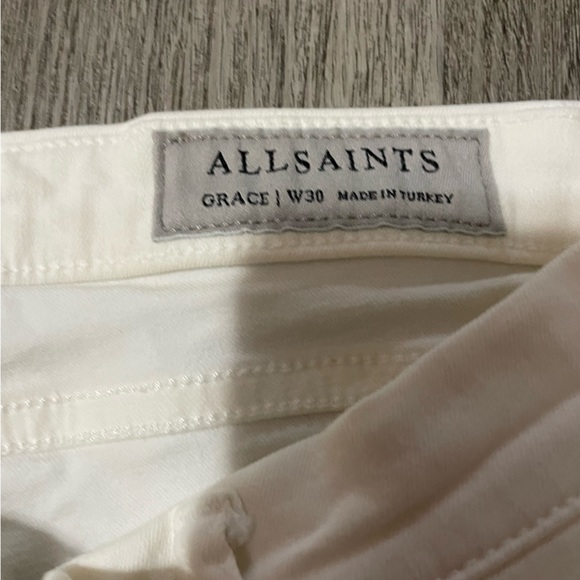 ALLSAINTS
GRACE | W30 MADE IN TURKEY